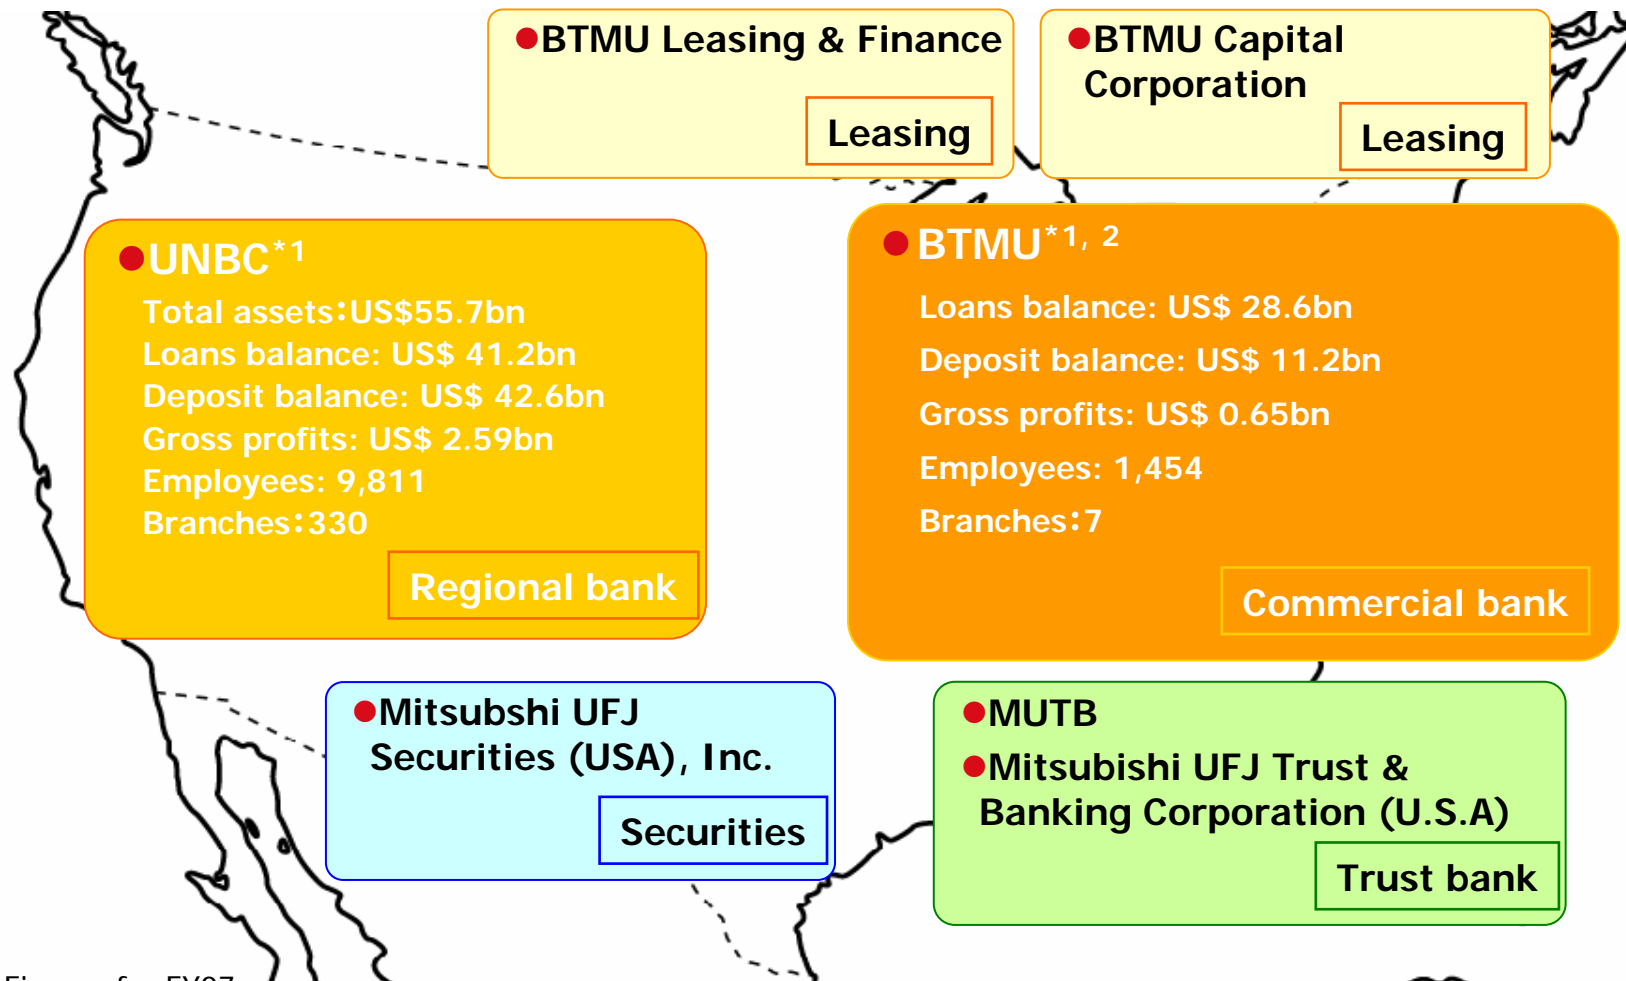 ●BTMU Leasing & Finance
Leasing
●BTMU Capital
Corporation
Leasing
●UNBC*1
Total assets:US$55.7bn
Loans balance: US$ 41.2bn
Deposit balance: US$ 42.6bn
Gross profits: US$ 2.59bn
Employees: 9,811
Branches:330
Regional bank
●BTMU*1, 2
Loans balance: US$ 28.6bn
Deposit balance: US$ 11.2bn
Gross profits: US$ 0.65bn
Employees: 1,454
Branches:7
Commercial bank
●Mitsubshi UFJ
Securities (USA), Inc.
Securities
●MUTB
●Mitsubishi UFJ Trust &
Banking Corporation (U.S.A)
Trust bank